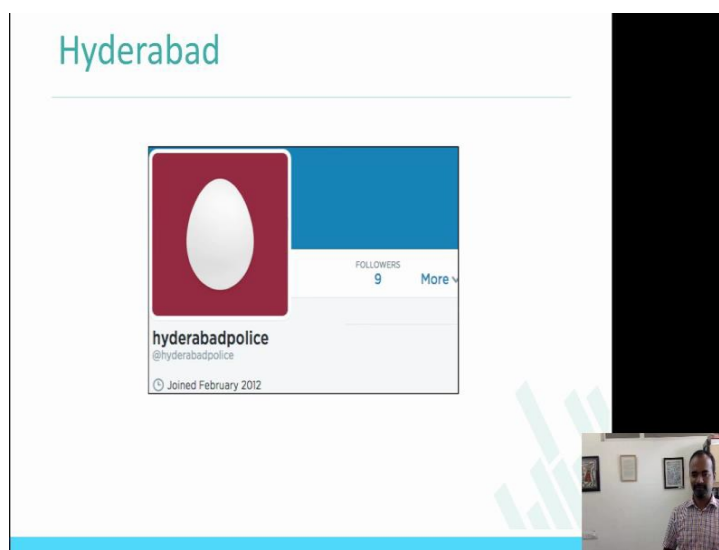 Hyderabad
FOLLOWERS
9
More
hyderabadpolice
@hyderabadpolice
Joined February 2012